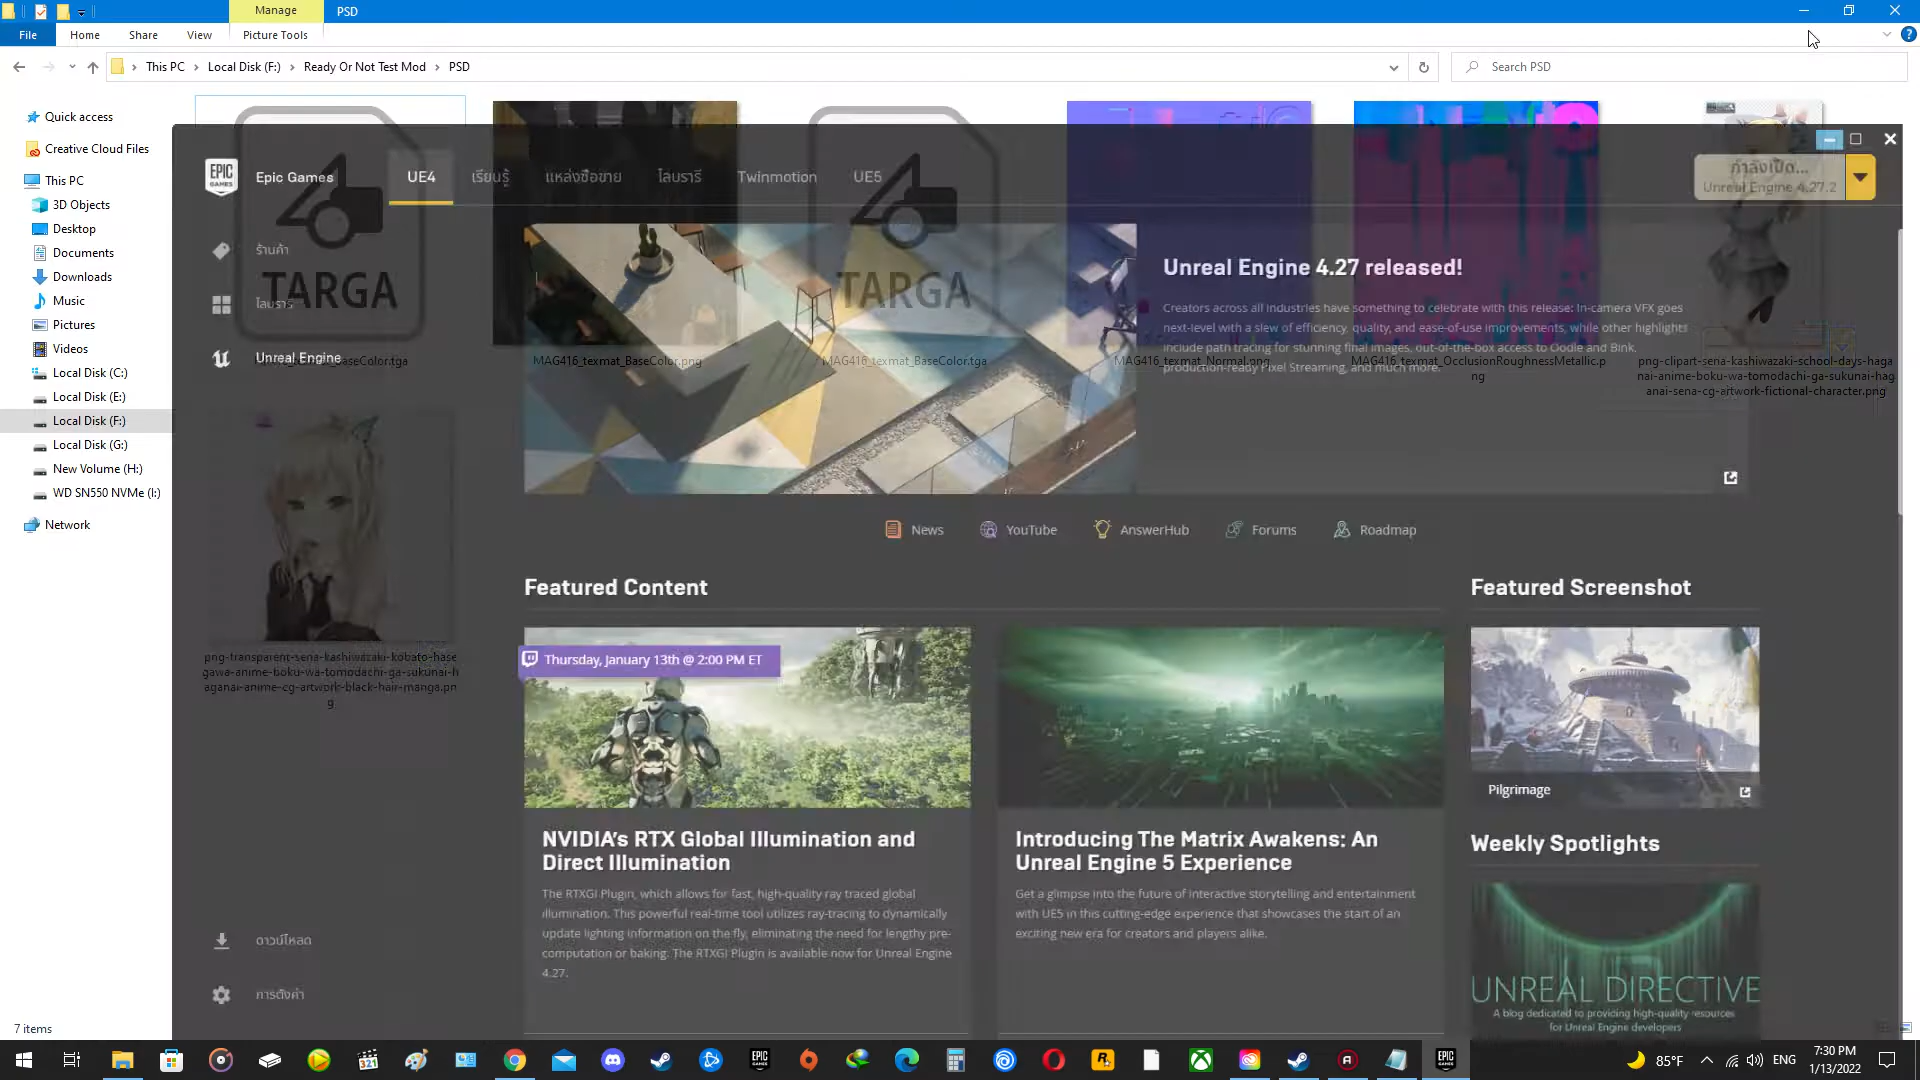 Manage
PSD
File
Home
Share
View
Picture Tools
This PC
Local Disk (F:)
Ready Or Not Test Mod
PSD
Search PSD
Quick access
Creative Cloud Files
This PC
3D Objects
Desktop
Documents
Downloads
Music
Pictures
Videos
Local Disk (C:)
Local Disk (E:)
Local Disk (F:)
Local Disk (G:)
New Volume (H:)
WD SN550 NVMe (I:)
Network
EPIC GAMES
Epic Games
UE4
เรียนรู้
แหล่งซื้อขาย
ไลบรารี
Twinmotion
UE5
กำลังเปิด...
Unreal Engine 4.27.2
ร้านค้า
ไลบรารี
Unreal Engine
TARGA
TARGA
BaseColor.tga
MAG416_texmat_BaseColor.png
MAG416_texmat_BaseColor.tga
MAG416_texmat_Normal.png
MAG416_texmat_OcclusionRoughnessMetallic.p
ng
png-clipart-sena-kashiwazaki-school-days-haga
nai-anime-boku-wa-tomodachi-ga-sukunai-hag
anai-sena-cg-artwork-fictional-character.png
Unreal Engine 4.27 released!
Creators across all industries have something to celebrate with this release: In-camera VFX goes
next-level with a slew of efficiency, quality, and ease-of-use improvements, while other highlights
include path tracing for stunning final images, out-of-the-box access to Oodle and Bink,
production-ready Pixel Streaming, and much more.
News
YouTube
AnswerHub
Forums
Roadmap
png-transparent-sena-kashiwazaki-kobato-hase
gawa-anime-boku-wa-tomodachi-ga-sukunai-h
aganai-anime-cg-artwork-black-hair-manga.pn
g
Featured Content
Thursday, January 13th @ 2:00 PM ET
NVIDIA's RTX Global Illumination and
Direct Illumination
The RTXGI Plugin, which allows for fast, high-quality ray traced global
illumination. This powerful real-time tool utilizes ray-tracing to dynamically
update lighting information on the fly, eliminating the need for lengthy pre-
computation or baking. The RTXGI Plugin is available now for Unreal Engine
4.27.
Introducing The Matrix Awakens: An
Unreal Engine 5 Experience
Get a glimpse into the future of interactive storytelling and entertainment
with UE5 in this cutting-edge experience that showcases the start of an
exciting new era for creators and players alike.
Featured Screenshot
Pilgrimage
Weekly Spotlights
UNREAL DIRECTIVE
A blog dedicated to providing high-quality resources
for Unreal Engine developers
ดาวน์โหลด
การตั้งค่า
7 items
85°F
ENG
7:30 PM
1/13/2022